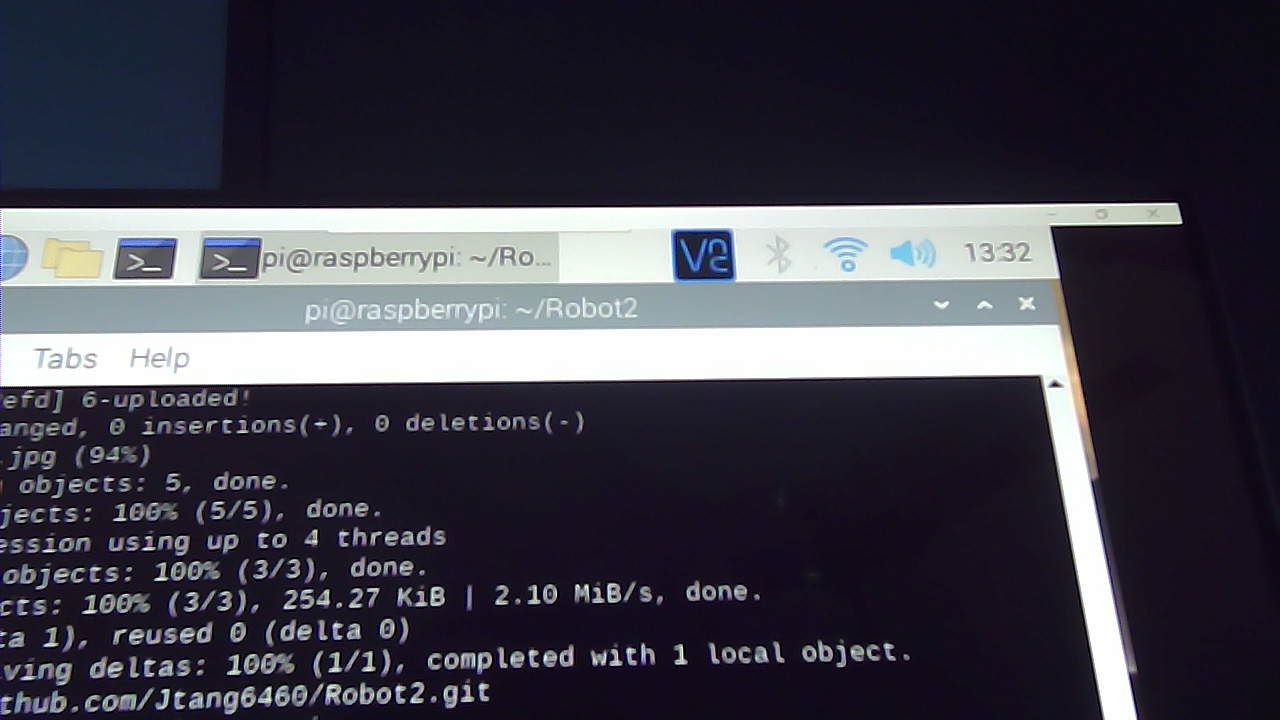 >_ >_ pi@raspberrypi: ~/Ro... VNC 13:32
pi@raspberrypi: ~/Robot2
Tabs Help
efd] 6-uploaded!
anged, 0 insertions(+), 0 deletions(-)
.jpg (94%)
objects: 5, done.
jects: 100% (5/5), done.
ession using up to 4 threads
objects: 100% (3/3), done.
cts: 100% (3/3), 254.27 KiB | 2.10 MiB/s, done.
ta 1), reused 0 (delta 0)
lving deltas: 100% (1/1), completed with 1 local object.
thub.com/Jtang6460/Robot2.git